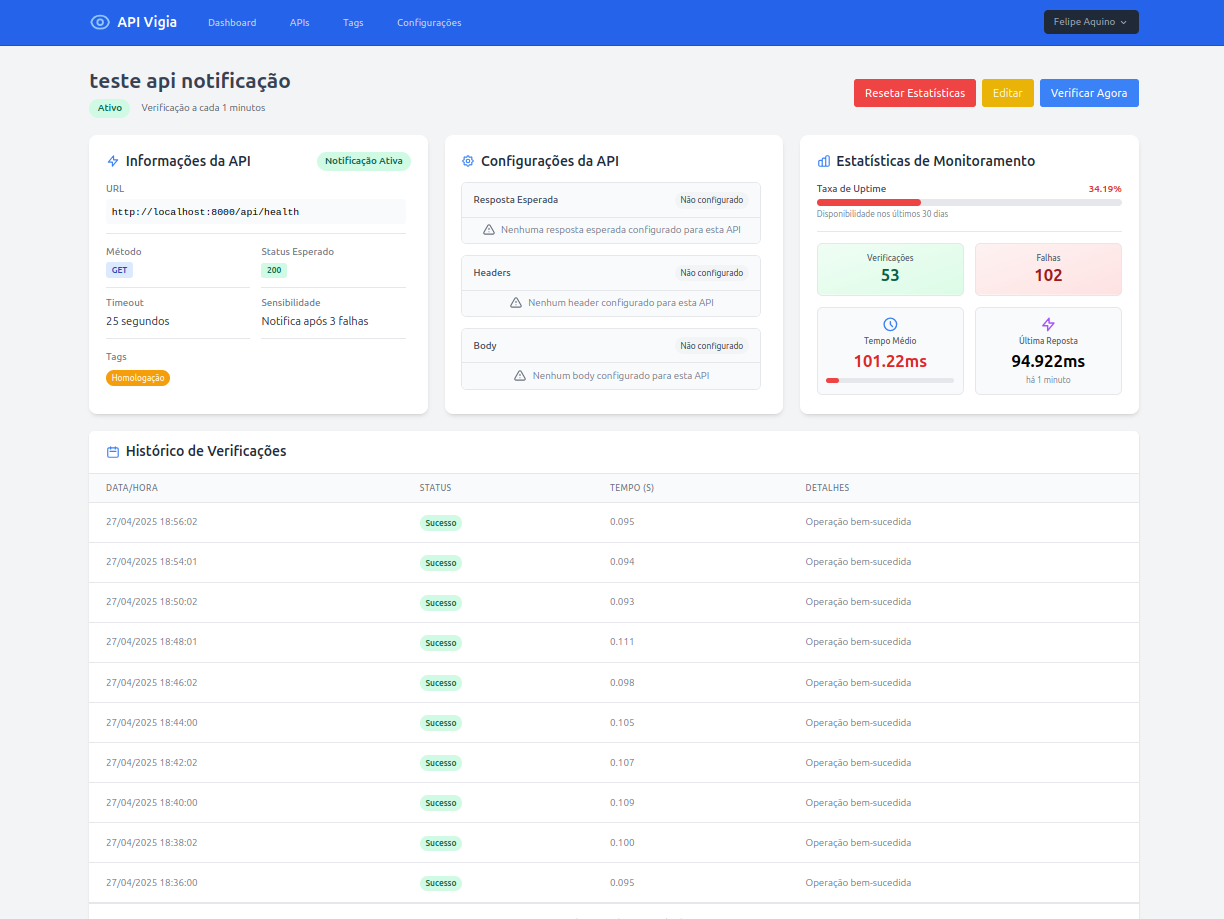 API Vigia Dashboard APIs Tags Configurações Felipe Aquino
teste api notificação
Ativo Verificação a cada 1 minutos
Resetar Estatísticas Editar Verificar Agora
Informações da API Notificação Ativa
URL
http://localhost:8000/api/health
Método Status Esperado
GET 200
Timeout Sensibilidade
25 segundos Notifica após 3 falhas
Tags
Homologação
Configurações da API
Resposta Esperada Não configurado
Nenhuma resposta esperada configurado para esta API
Headers Não configurado
Nenhum header configurado para esta API
Body Não configurado
Nenhum body configurado para esta API
Estatísticas de Monitoramento
Taxa de Uptime 34.19%
Disponibilidade nos últimos 30 dias
Verificações Falhas
53 102
Tempo Médio Última Reposta
101.22ms 94.922ms
há 1 minuto
Histórico de Verificações
DATA/HORA STATUS TEMPO (S) DETALHES
27/04/2025 18:56:02 Sucesso 0.095 Operação bem-sucedida
27/04/2025 18:54:01 Sucesso 0.094 Operação bem-sucedida
27/04/2025 18:50:02 Sucesso 0.093 Operação bem-sucedida
27/04/2025 18:48:01 Sucesso 0.111 Operação bem-sucedida
27/04/2025 18:46:02 Sucesso 0.098 Operação bem-sucedida
27/04/2025 18:44:00 Sucesso 0.105 Operação bem-sucedida
27/04/2025 18:42:02 Sucesso 0.107 Operação bem-sucedida
27/04/2025 18:40:00 Sucesso 0.109 Operação bem-sucedida
27/04/2025 18:38:02 Sucesso 0.100 Operação bem-sucedida
27/04/2025 18:36:00 Sucesso 0.095 Operação bem-sucedida